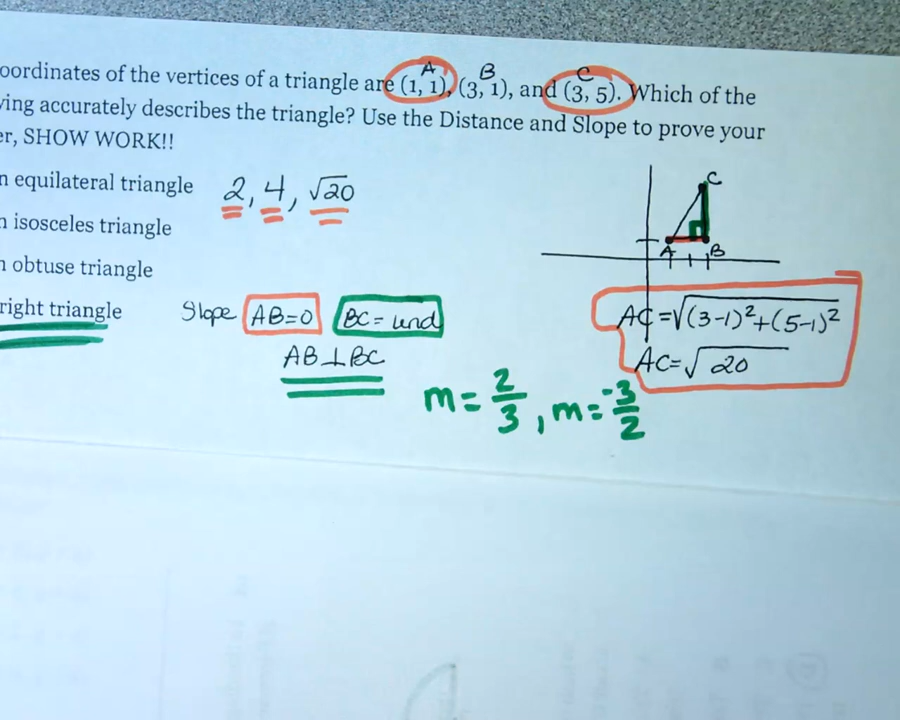 oordinates of the vertices of a triangle are (1, 1), (3, 1), and (3, 5). Which of the
A B C
ving accurately describes the triangle? Use the Distance and Slope to prove your
er, SHOW WORK!!
n equilateral triangle 2, 4, √20
n isosceles triangle
n obtuse triangle
right triangle
C
A B
Slope AB=0 BC = und
AB⊥BC
AC=√(3-1)²+(5-1)²
AC=√20
m=2/3, m=-3/2